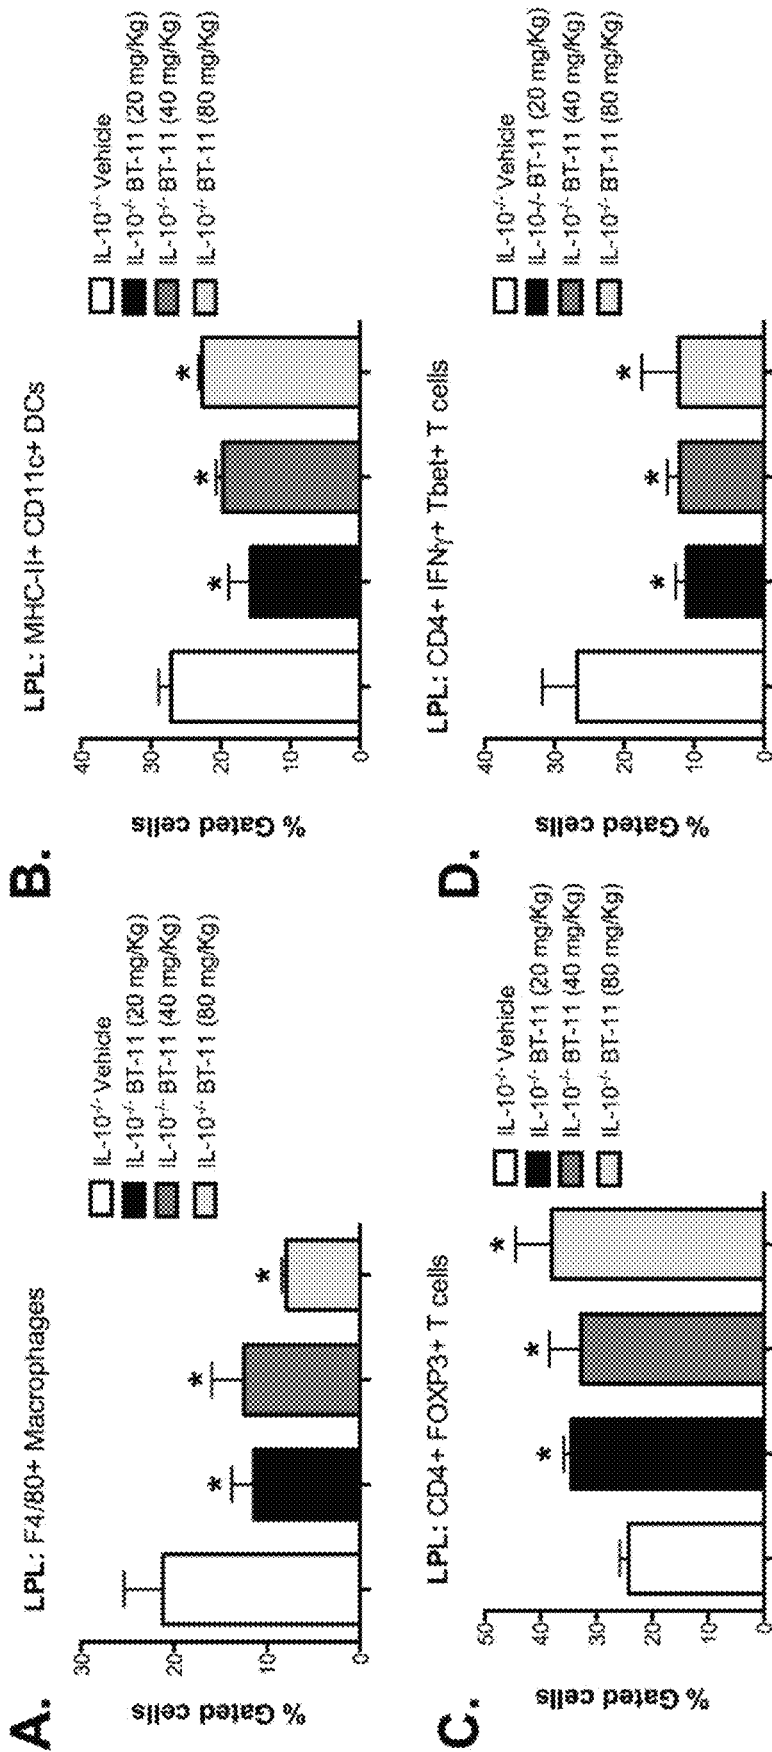 A.
LPL: F4/80+ Macrophages
% Gated cells
30
20
10
0
*
*
*
IL-10-/- Vehicle
IL-10-/- BT-11 (20 mg/Kg)
IL-10-/- BT-11 (40 mg/Kg)
IL-10-/- BT-11 (80 mg/Kg)
B.
LPL: MHC-II+ CD11c+ DCs
% Gated cells
40
30
20
10
0
*
*
*
IL-10-/- Vehicle
IL-10-/- BT-11 (20 mg/Kg)
IL-10-/- BT-11 (40 mg/Kg)
IL-10-/- BT-11 (80 mg/Kg)
C.
LPL: CD4+ FOXP3+ T cells
% Gated cells
50
40
30
20
10
0
*
*
*
IL-10-/- Vehicle
IL-10-/- BT-11 (20 mg/Kg)
IL-10-/- BT-11 (40 mg/Kg)
IL-10-/- BT-11 (80 mg/Kg)
D.
LPL: CD4+ IFNγ+ Tbet+ T cells
% Gated cells
40
30
20
10
0
*
*
*
IL-10-/- Vehicle
IL-10-/- BT-11 (20 mg/Kg)
IL-10-/- BT-11 (40 mg/Kg)
IL-10-/- BT-11 (80 mg/Kg)